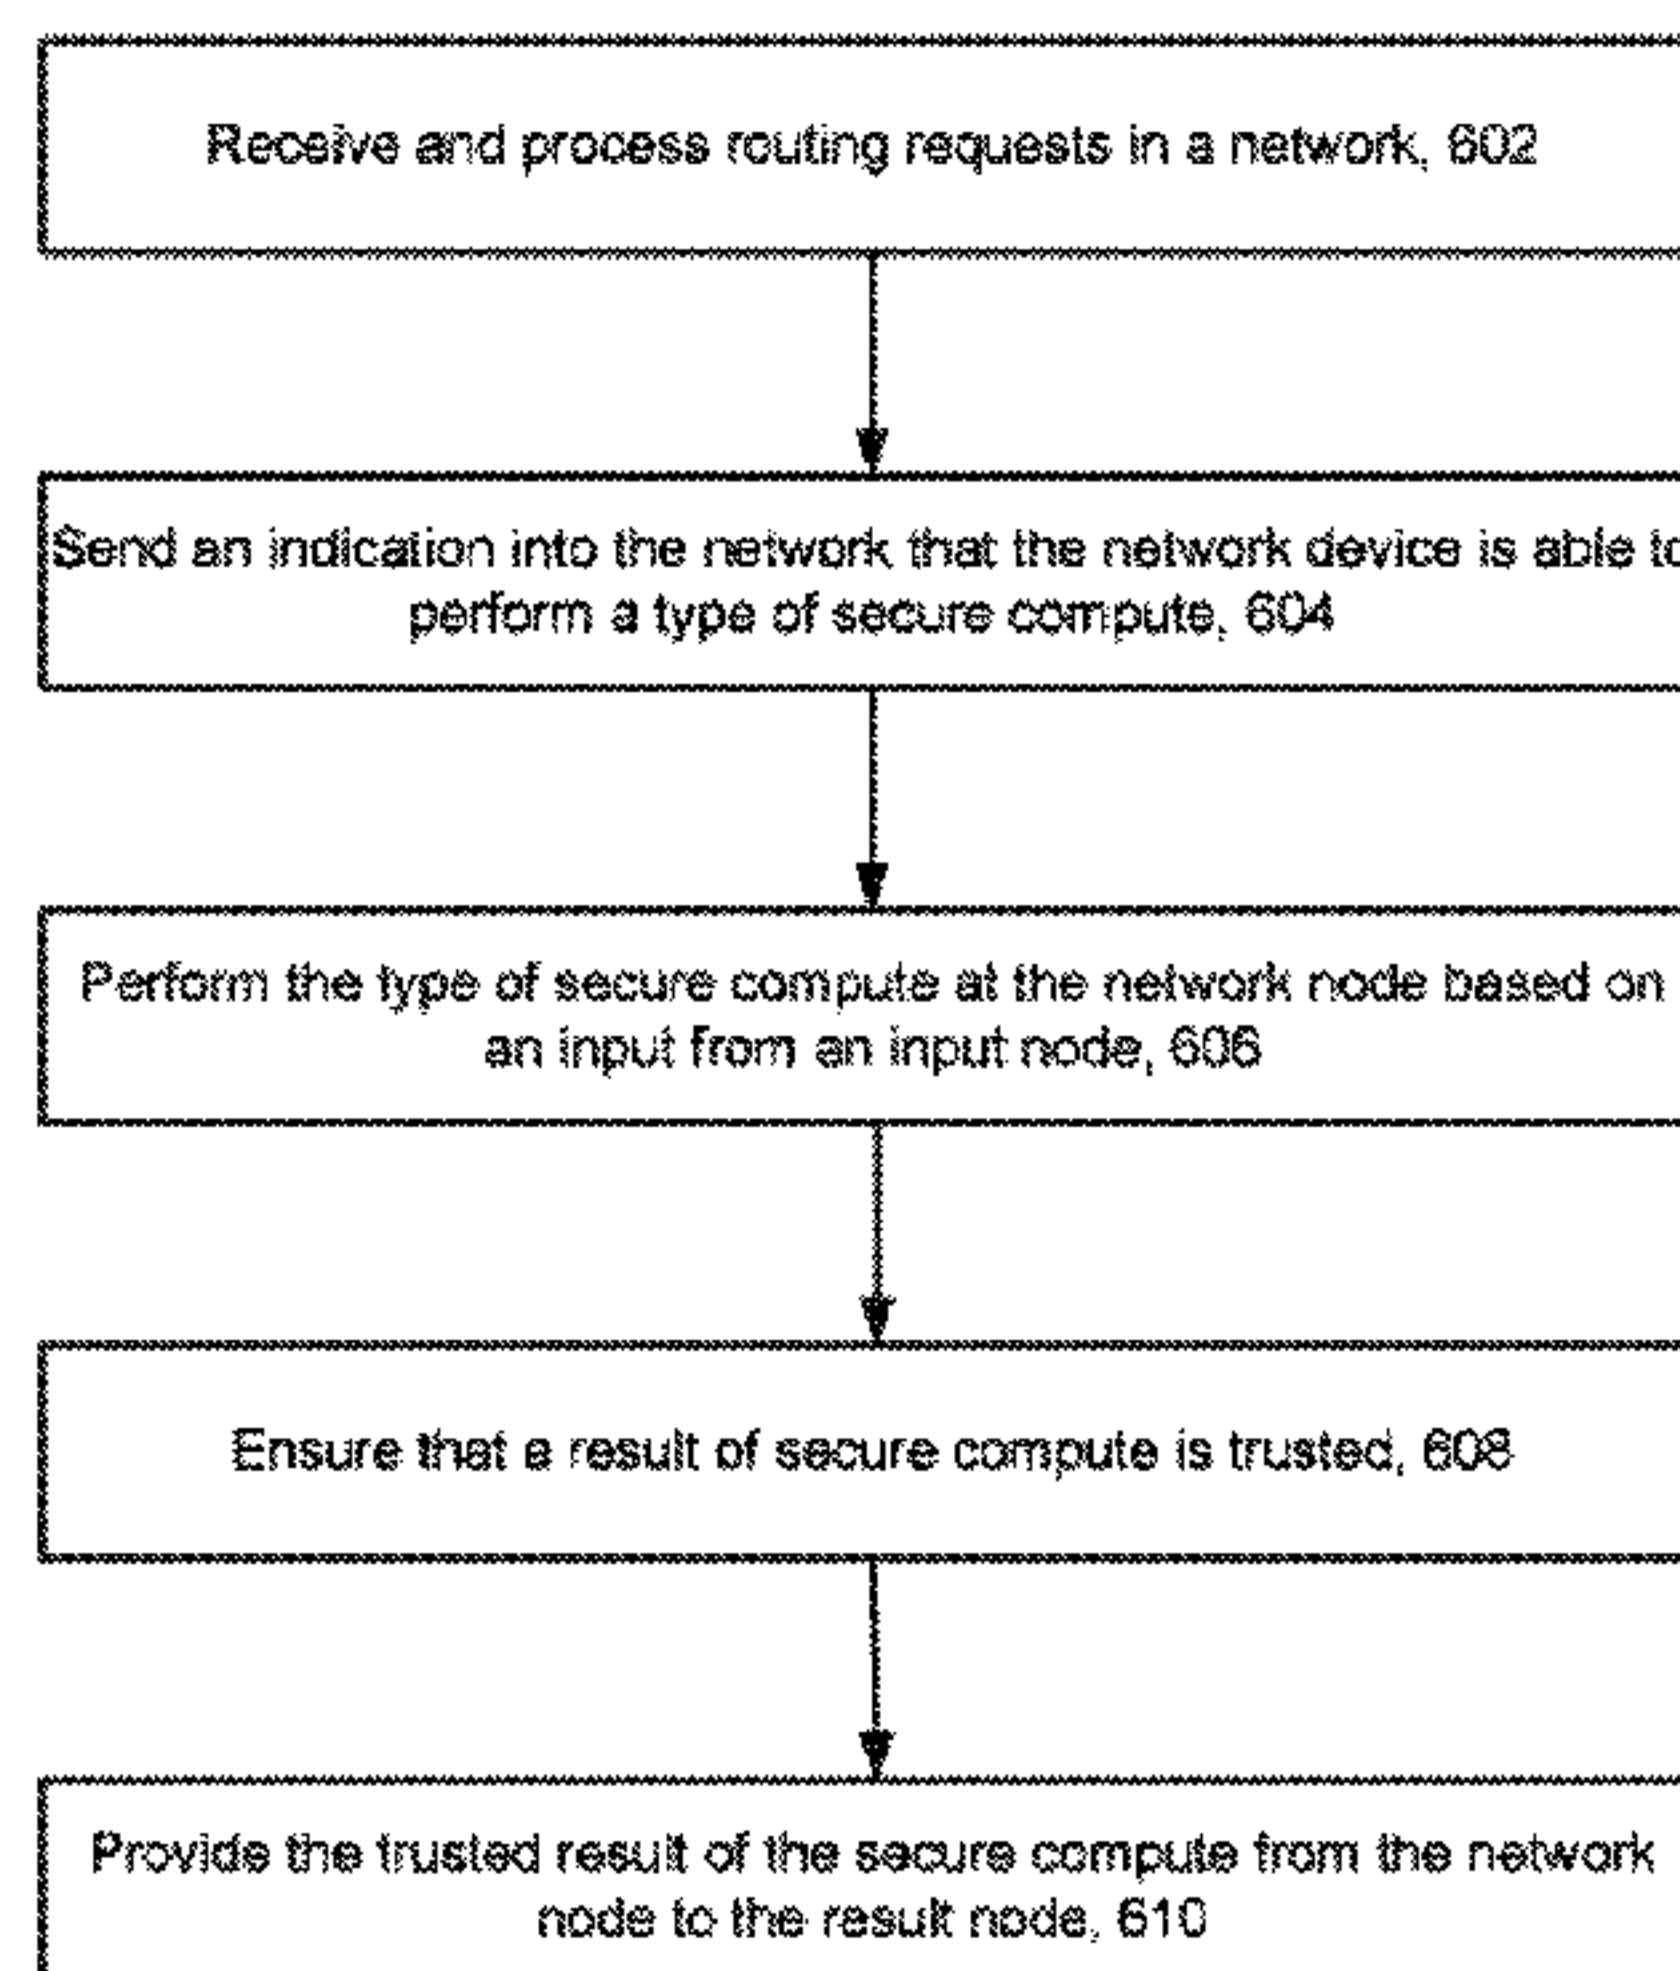 Receive and process routing requests in a network, 602
Send an indication into the network that the network device is able to
perform a type of secure compute, 604
Perform the type of secure compute at the network node based on
an input from an input node, 606
Ensure that a result of secure compute is trusted, 608
Provide the trusted result of the secure compute from the network
node to the result node, 610